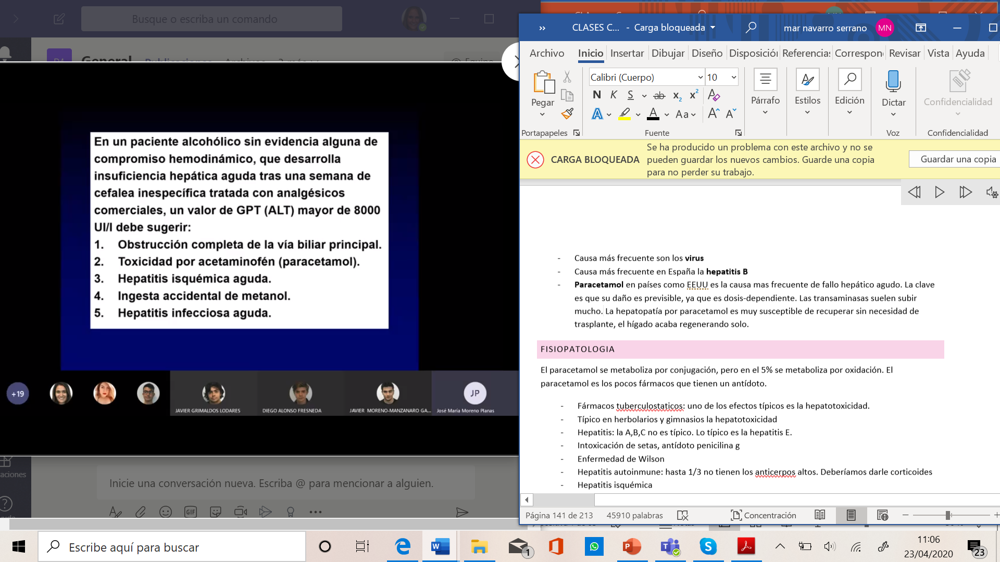 Busque o escriba un comando
General
Publicaciones
Archivos
Equipo
En un paciente alcohólico sin evidencia alguna de
compromiso hemodinámico, que desarrolla
insuficiencia hepática aguda tras una semana de
cefalea inespecífica tratada con analgésicos
comerciales, un valor de GPT (ALT) mayor de 8000
UI/l debe sugerir:
1. Obstrucción completa de la vía biliar principal.
2. Toxicidad por acetaminofén (paracetamol).
3. Hepatitis isquémica aguda.
4. Ingesta accidental de metanol.
5. Hepatitis infecciosa aguda.
+19
JAVIER GRIMALDOS LODARES
DIEGO ALONSO FRESNEDA
JAVIER MORENO-MANZANARO GA...
JP
José María Moreno Planas
aciones
Inicie una conversación nueva. Escriba @ para mencionar a alguien.
GIF
CLASES C... - Carga bloqueada
mar navarro serrano
MN
Archivo Inicio Insertar Dibujar Diseño Disposición Referencias Correspon Revisar Vista Ayuda
Pegar
Calibri (Cuerpo) 10
N K S ab x2 x2 A
A A Aa A A
Párrafo
Estilos
Edición
Dictar
Confidencialidad
Portapapeles
Fuente
Voz
Confidencialidad
CARGA BLOQUEADA
Se ha producido un problema con este archivo y no se
pueden guardar los nuevos cambios. Guarde una copia
para no perder su trabajo.
Guardar una copia
- Causa más frecuente son los virus
- Causa más frecuente en España la hepatitis B
- Paracetamol en países como EEUU es la causa mas frecuente de fallo hepático agudo. La clave
es que su daño es previsible, ya que es dosis-dependiente. Las transaminasas suelen subir
mucho. La hepatopatía por paracetamol es muy susceptible de recuperar sin necesidad de
trasplante, el hígado acaba regenerando solo.
FISIOPATOLOGIA
El paracetamol se metaboliza por conjugación, pero en el 5% se metaboliza por oxidación. El
paracetamol es los pocos fármacos que tienen un antídoto.
- Fármacos tuberculostaticos: uno de los efectos típicos es la hepatotoxicidad.
- Típico en herbolarios y gimnasios la hepatotoxicidad
- Hepatitis: la A,B,C no es típico. Lo típico es la hepatitis E.
- Intoxicación de setas, antídoto penicilina g
- Enfermedad de Wilson
- Hepatitis autoinmune: hasta 1/3 no tienen los anticerpos altos. Deberíamos darle corticoides
- Hepatitis isquémica
Página 141 de 213
45910 palabras
Concentración
Escribe aquí para buscar
1
11:06
23/04/2020
23